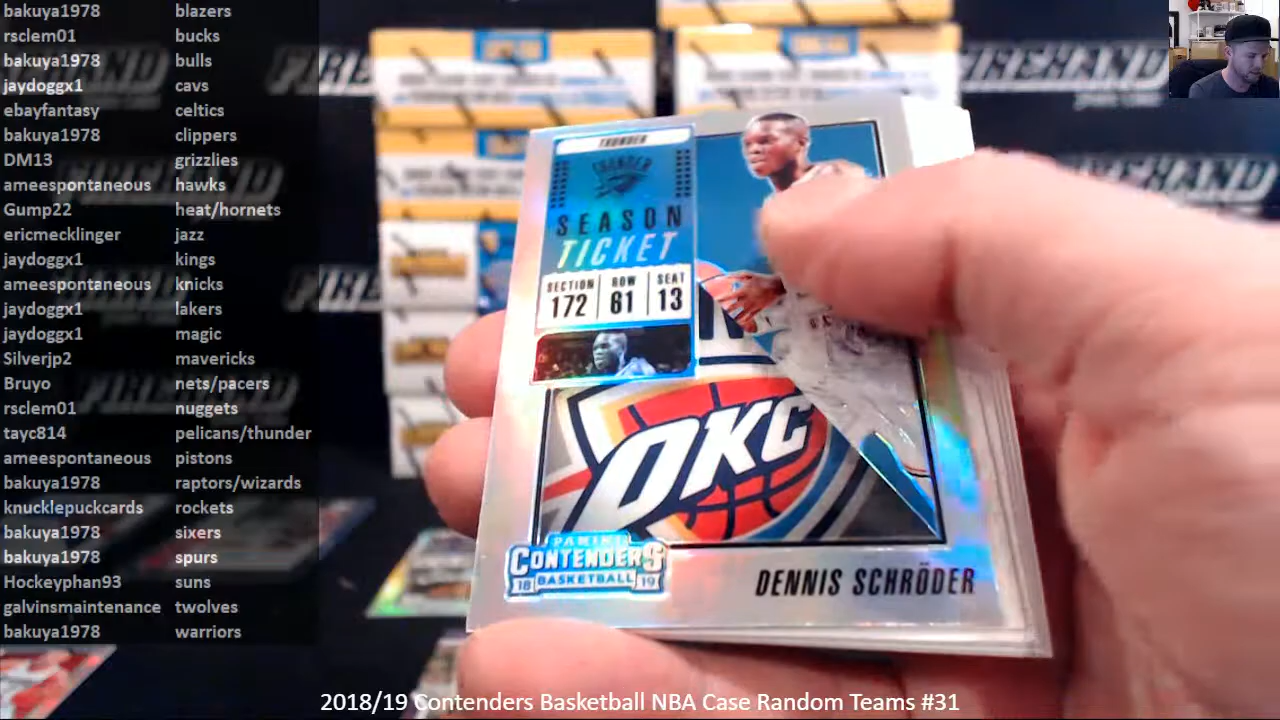 bakuya1978 blazers
rsclem01 bucks
bakuya1978 bulls
jaydoggx1 cavs
ebayfantasy celtics
bakuya1978 clippers
DM13 grizzlies
ameespontaneous hawks
Gump22 heat/hornets
ericmecklinger jazz
jaydoggx1 kings
ameespontaneous knicks
jaydoggx1 lakers
jaydoggx1 magic
Silverjp2 mavericks
Bruyo nets/pacers
rsclem01 nuggets
tayc814 pelicans/thunder
ameespontaneous pistons
bakuya1978 raptors/wizards
knucklepuckcards rockets
bakuya1978 sixers
bakuya1978 spurs
Hockeyphan93 suns
galvinsmaintenance twolves
bakuya1978 warriors
THUNDER
THUNDER
SEASON
TICKET
SECTION ROW SEAT
172 61 13
OKC
PANINI
CONTENDERS
18 BASKETBALL 19
DENNIS SCHRÖDER
FIREHAND
2018/19 Contenders Basketball NBA Case Random Teams #31